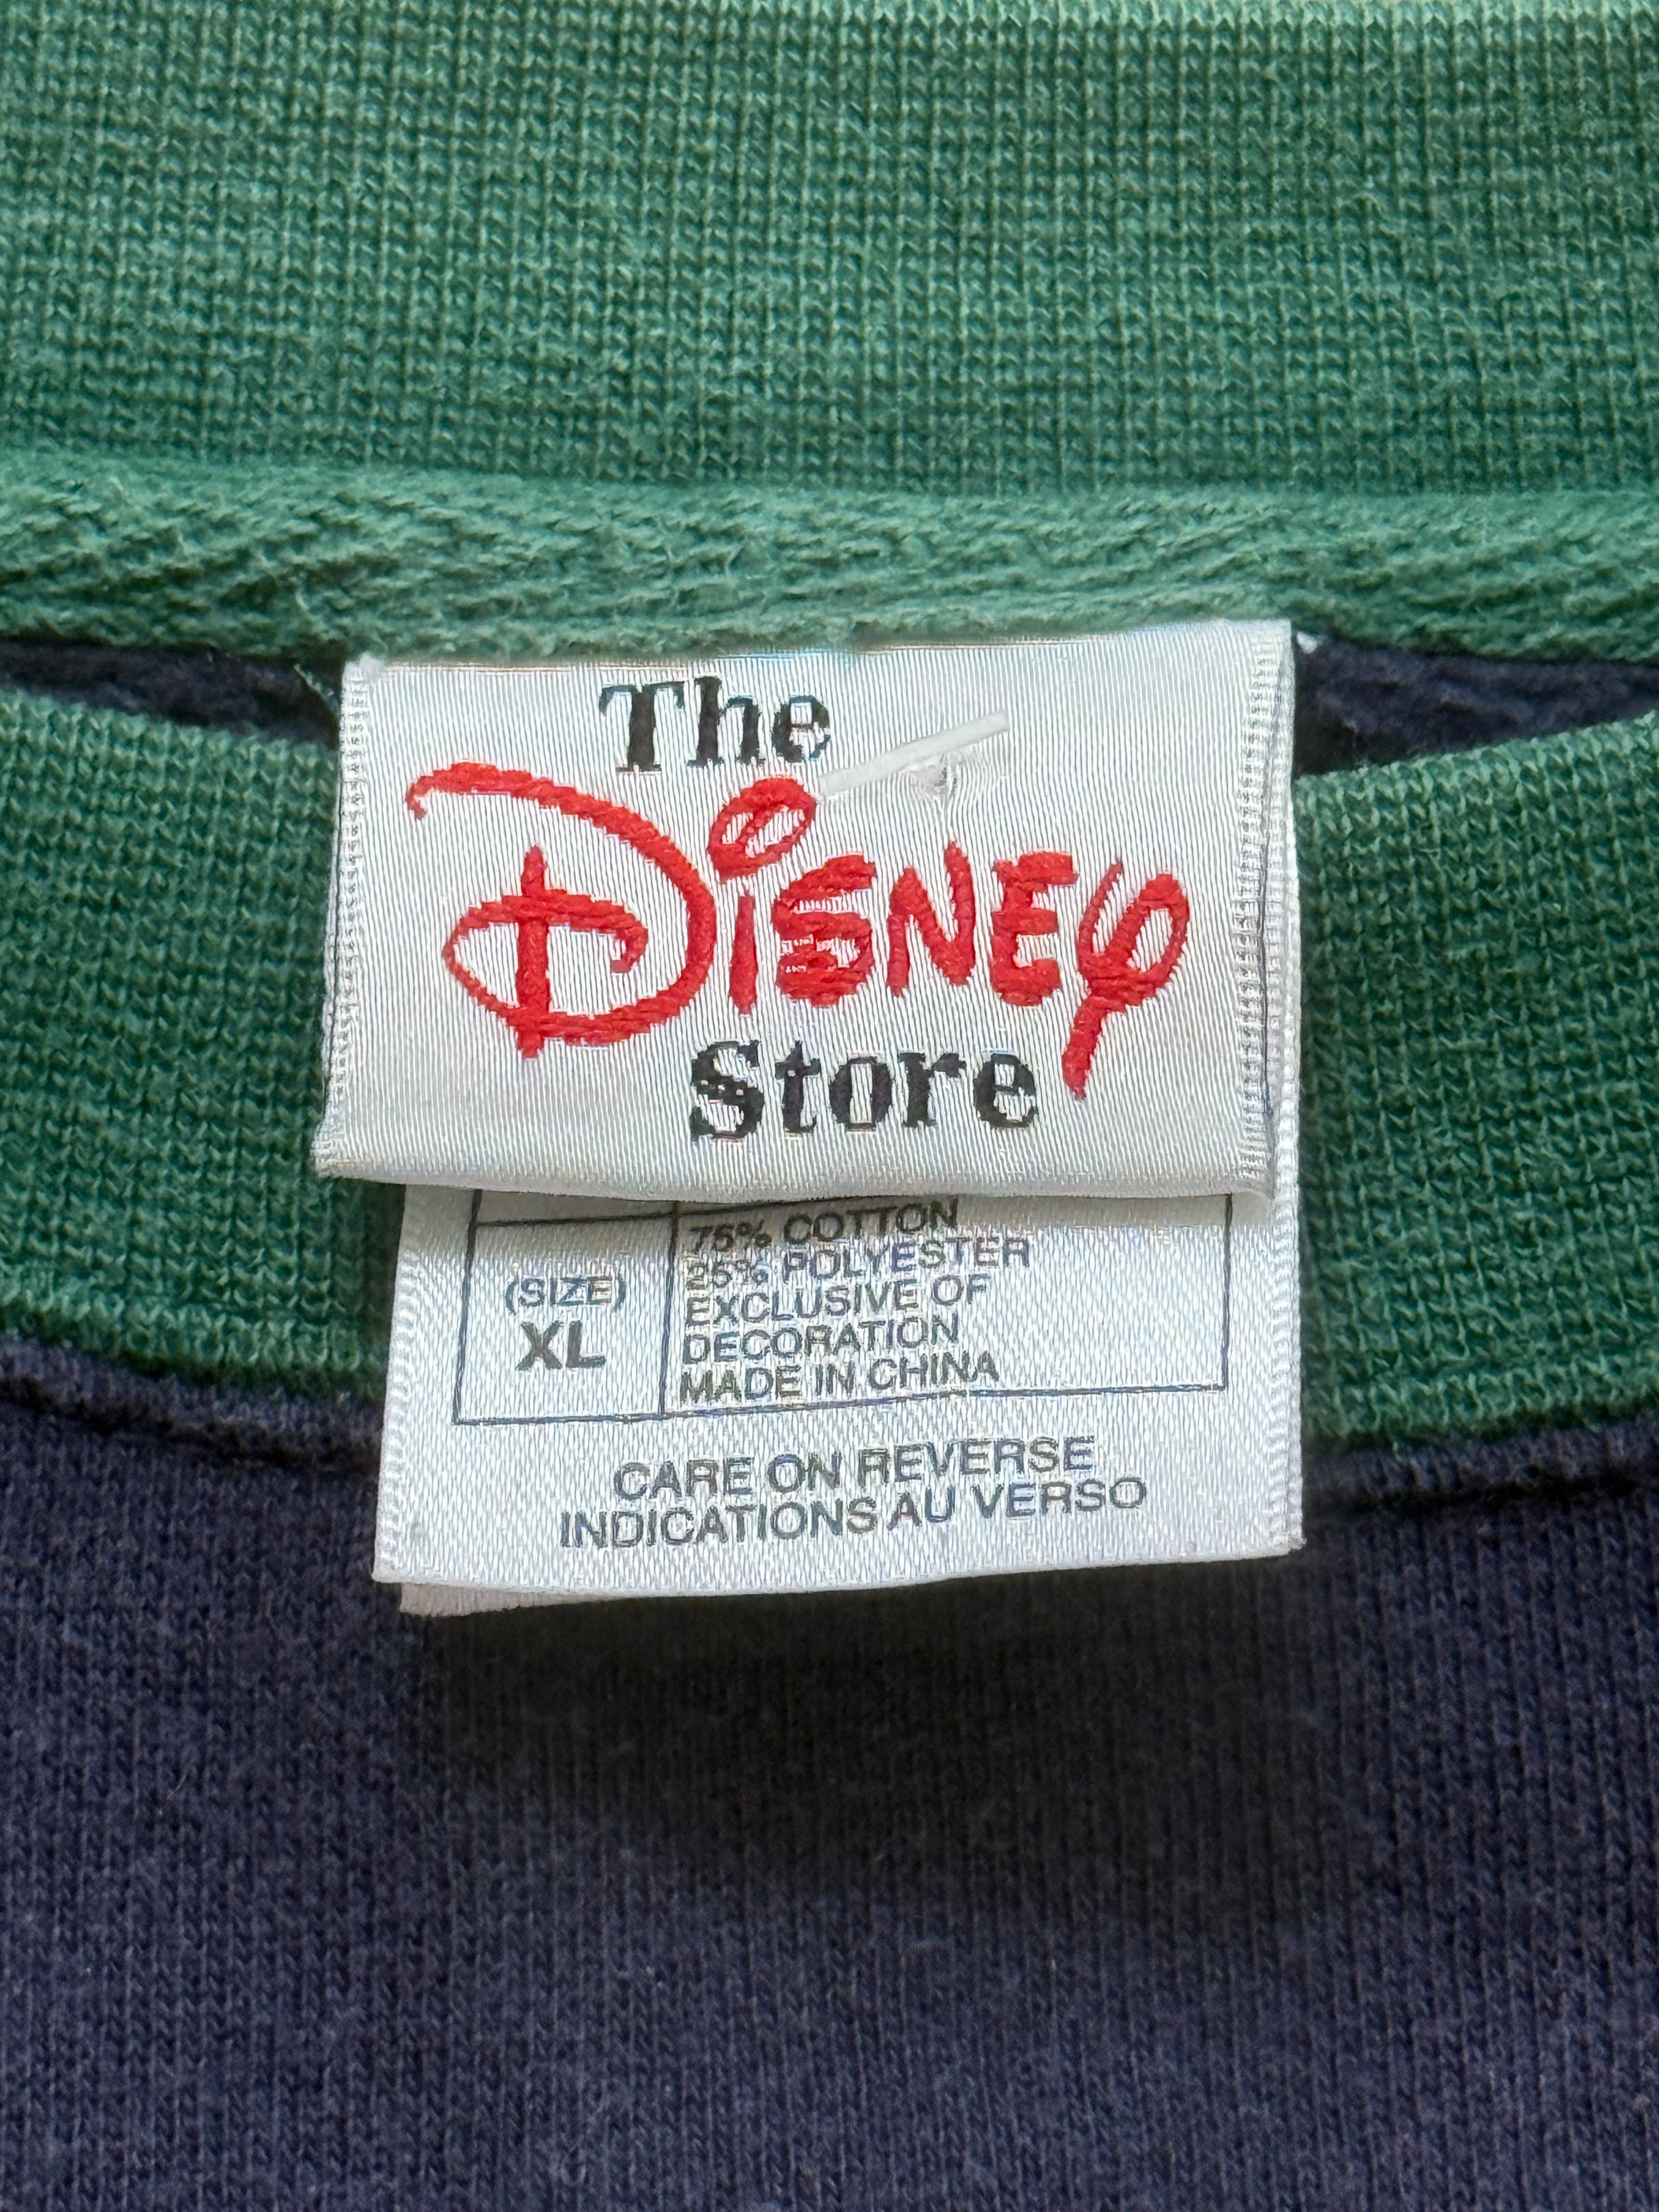 The
Disney
Store
(SIZE)
XL
75% COTTON
25% POLYESTER
EXCLUSIVE OF
DECORATION
MADE IN CHINA
CARE ON REVERSE
INDICATIONS AU VERSO